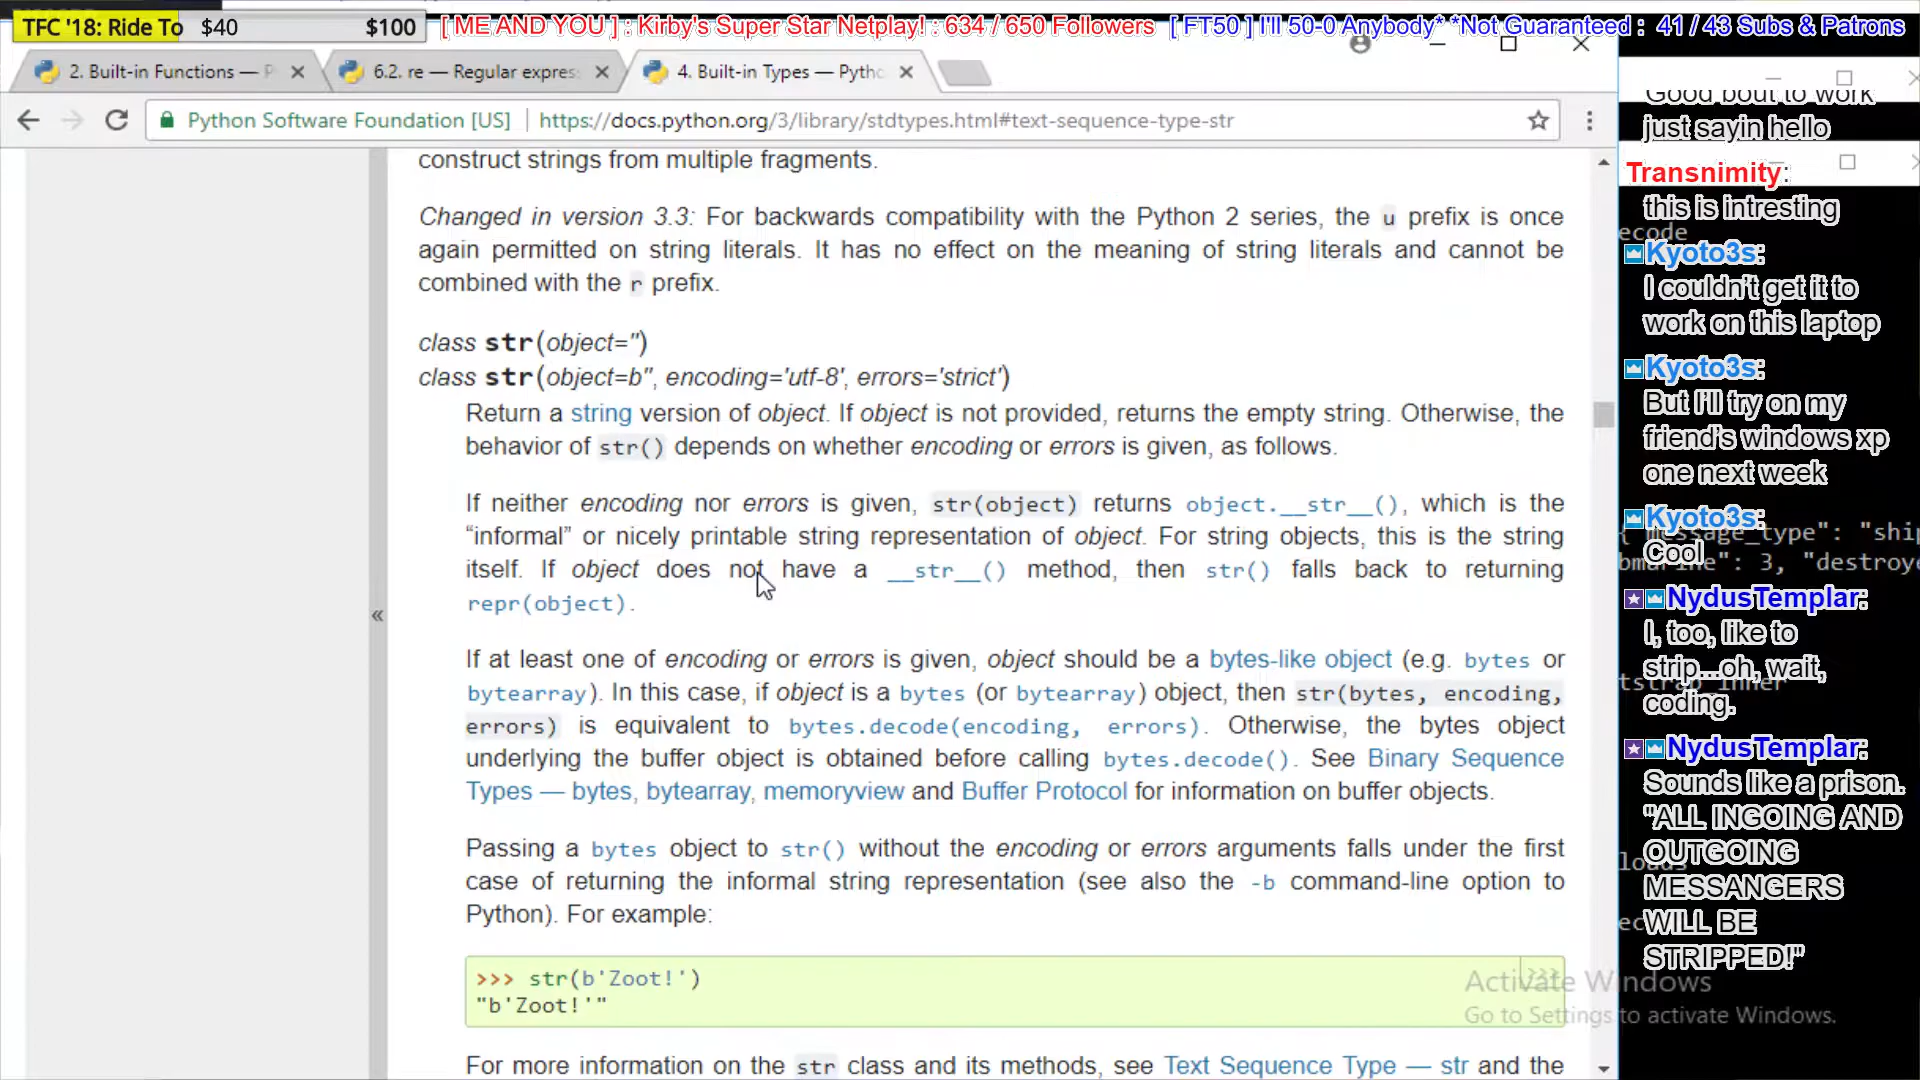 TFC '18: Ride To $40 $100
[ ME AND YOU ] : Kirby's Super Star Netplay! : 634 / 650 Followers [ FT50 ] I'll 50-0 Anybody* *Not Guaranteed : 41 / 43 Subs & Patrons
2. Built-in Functions — P
6.2. re — Regular expres
4. Built-in Types — Pytho
Python Software Foundation [US] https://docs.python.org/3/library/stdtypes.html#text-sequence-type-str
construct strings from multiple fragments.
Changed in version 3.3: For backwards compatibility with the Python 2 series, the u prefix is once
again permitted on string literals. It has no effect on the meaning of string literals and cannot be
combined with the r prefix.
class str(object='')
class str(object=b'', encoding='utf-8', errors='strict')
Return a string version of object. If object is not provided, returns the empty string. Otherwise, the
behavior of str() depends on whether encoding or errors is given, as follows.
If neither encoding nor errors is given, str(object) returns object.__str__(), which is the
“informal” or nicely printable string representation of object. For string objects, this is the string
itself. If object does not have a __str__() method, then str() falls back to returning
repr(object).
If at least one of encoding or errors is given, object should be a bytes-like object (e.g. bytes or
bytearray). In this case, if object is a bytes (or bytearray) object, then str(bytes, encoding,
errors) is equivalent to bytes.decode(encoding, errors). Otherwise, the bytes object
underlying the buffer object is obtained before calling bytes.decode(). See Binary Sequence
Types — bytes, bytearray, memoryview and Buffer Protocol for information on buffer objects.
Passing a bytes object to str() without the encoding or errors arguments falls under the first
case of returning the informal string representation (see also the -b command-line option to
Python). For example:
>>> str(b'Zoot!')
"b'Zoot!'"
>>>
For more information on the str class and its methods, see Text Sequence Type — str and the
«
Good bout to work
just sayin hello
Transnimity:
this is intresting
ecode
Kyoto3s:
I couldn't get it to
work on this laptop
Kyoto3s:
But I'll try on my
friend's windows xp
one next week
Kyoto3s:
{ "message_type": "ship
Cool
bmarine": 3, "destroye
NydusTemplar:
I, too, like to
strip...oh, wait,
tstrap_inner
coding.
NydusTemplar:
Sounds like a prison.
"ALL INGOING AND
OUTGOING
loads
MESSANGERS
WILL BE
STRIPPED!"
Activate Windows
Go to Settings to activate Windows.